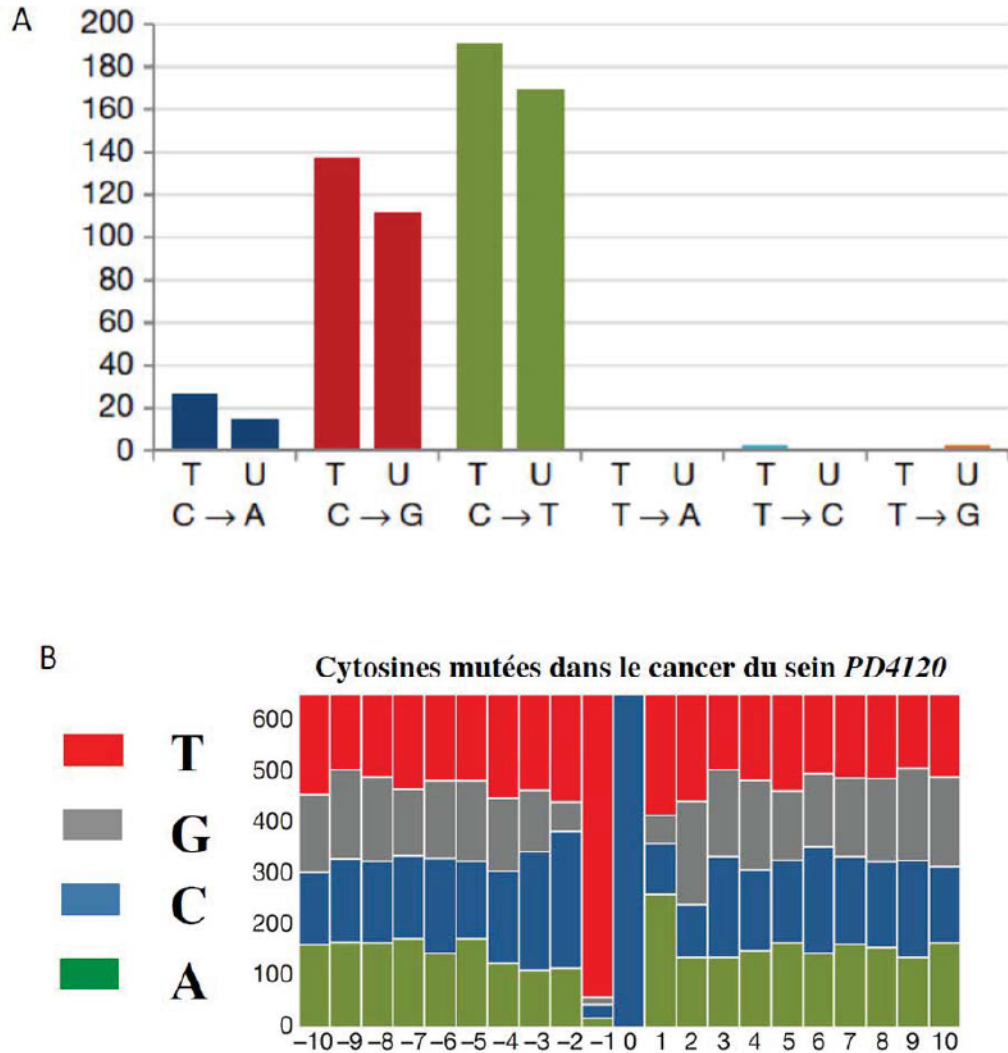 A
200
180
160
140
120
100
80
60
40
20
0
T U T U T U T U T U T U
C → A C → G C → T T → A T → C T → G
B
Cytosines mutées dans le cancer du sein PD4120
T
G
C
A
600
500
400
300
200
100
0
−10 −9 −8 −7 −6 −5 −4 −3 −2 −1 0 1 2 3 4 5 6 7 8 9 10